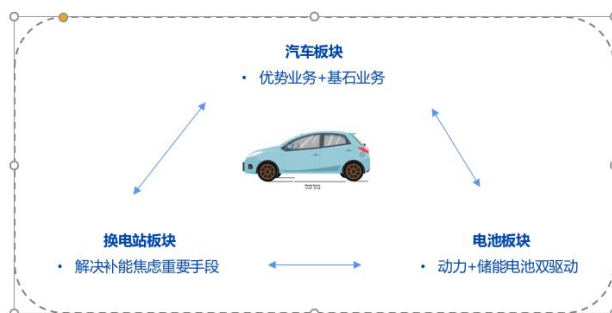 汽车板块
• 优势业务+基石业务
换电站板块
• 解决补能焦虑重要手段
电池板块
• 动力+储能电池双驱动